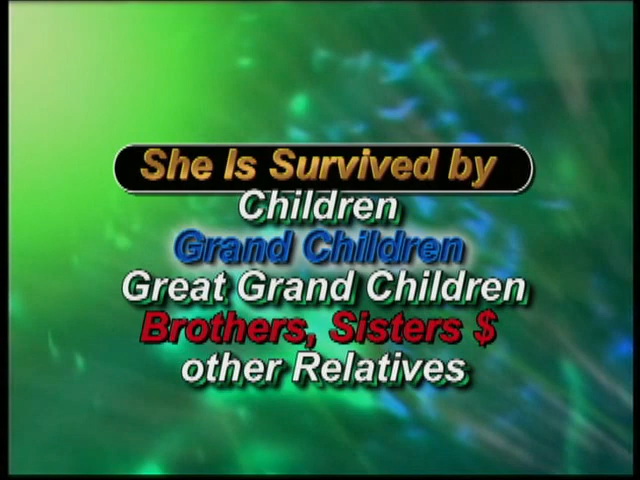 She Is Survived by
Children
Grand Children
Great Grand Children
Brothers, Sisters $
other Relatives